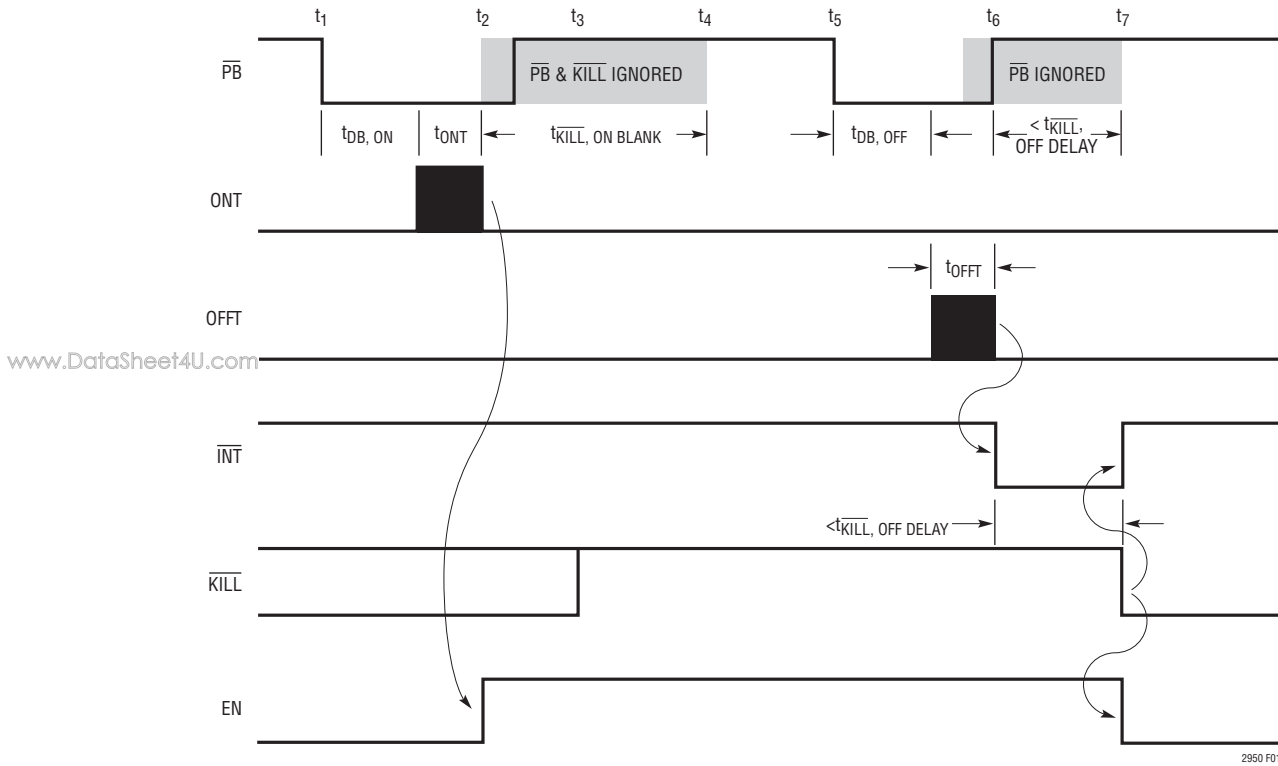 t1 t2 t3 t4 t5 t6 t7
PB
PB & KILL IGNORED
PB IGNORED
tDB, ON
tONT
tKILL, ON BLANK
tDB, OFF
< tKILL,
OFF DELAY
ONT
tOFFT
OFFT
www.DataSheet4U.com
INT
<tKILL, OFF DELAY
KILL
EN
2950 F01